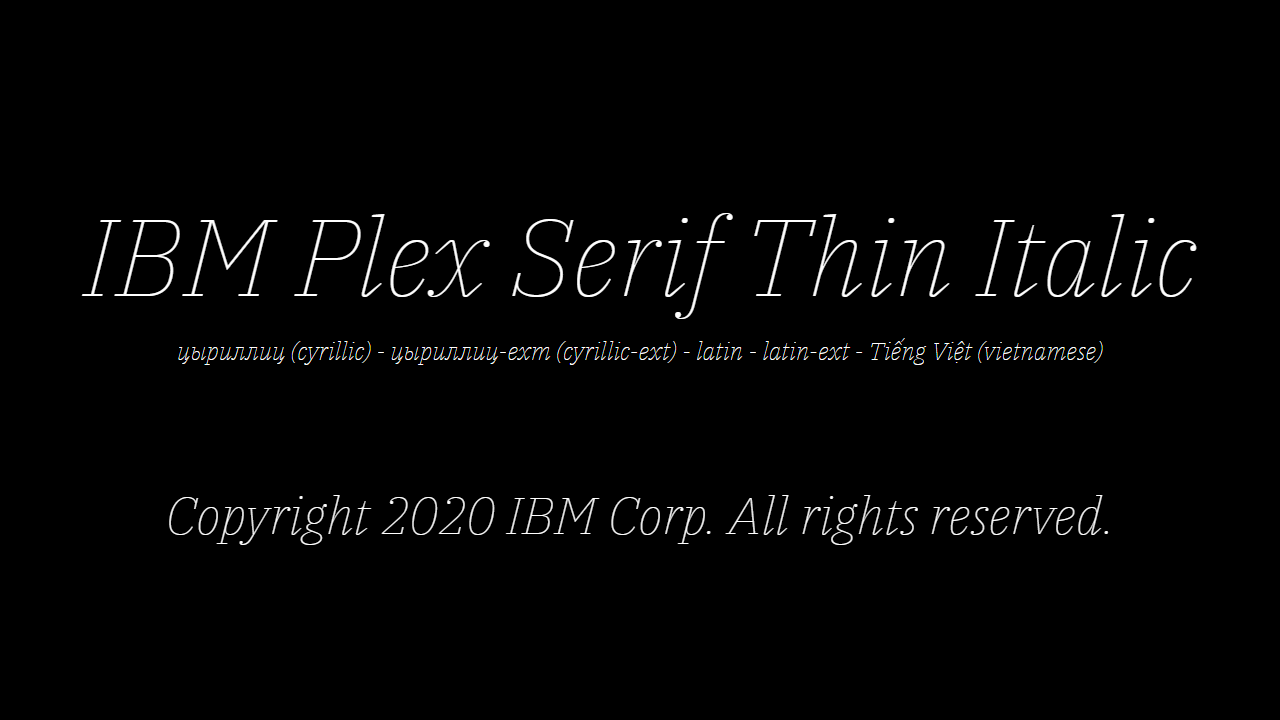 IBM Plex Serif Thin Italic
цыриллиц (cyrillic) - цыриллиц-ехт (cyrillic-ext) - latin - latin-ext - Tiếng Việt (vietnamese)
Copyright 2020 IBM Corp. All rights reserved.